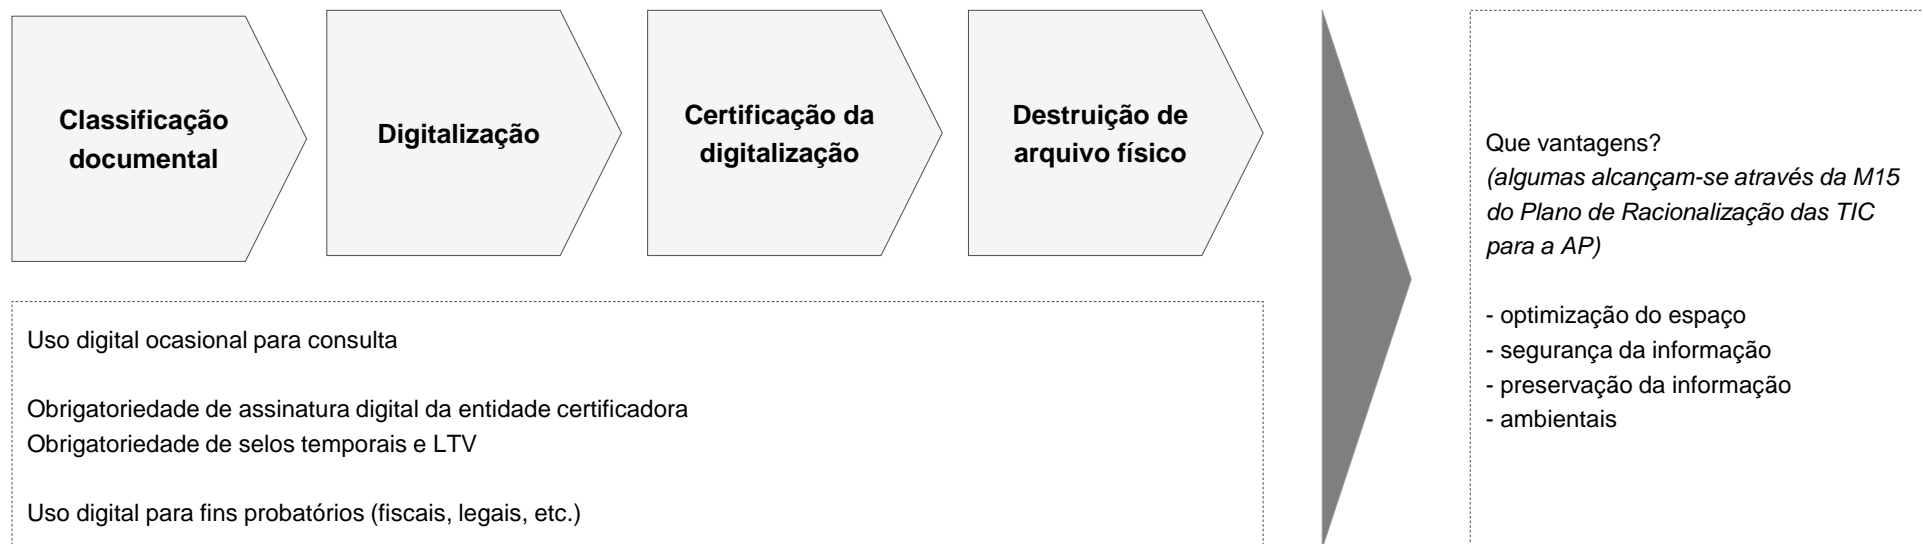 Classificação
documental
Digitalização
Certificação da
digitalização
Destruição de
arquivo físico
Uso digital ocasional para consulta
Obrigatoriedade de assinatura digital da entidade certificadora
Obrigatoriedade de selos temporais e LTV
Uso digital para fins probatórios (fiscais, legais, etc.)
Que vantagens?
(algumas alcançam-se através da M15
do Plano de Racionalização das TIC
para a AP)
- optimização do espaço
- segurança da informação
- preservação da informação
- ambientais